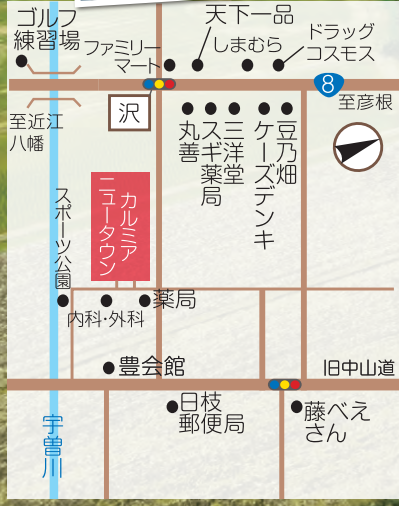 ゴルフ
練習場
ファミリー
マート
天下一品
しまむら
ドラッグ
コスモス
8
至彦根
沢
至近江
八幡
丸善
スギ薬局
三洋堂
ケーズデンキ
豆乃畑
カルミア
ニュータウン
スポーツ公園
薬局
内科・外科
豊会館
旧中山道
日枝
郵便局
藤べえ
さん
宇曽川